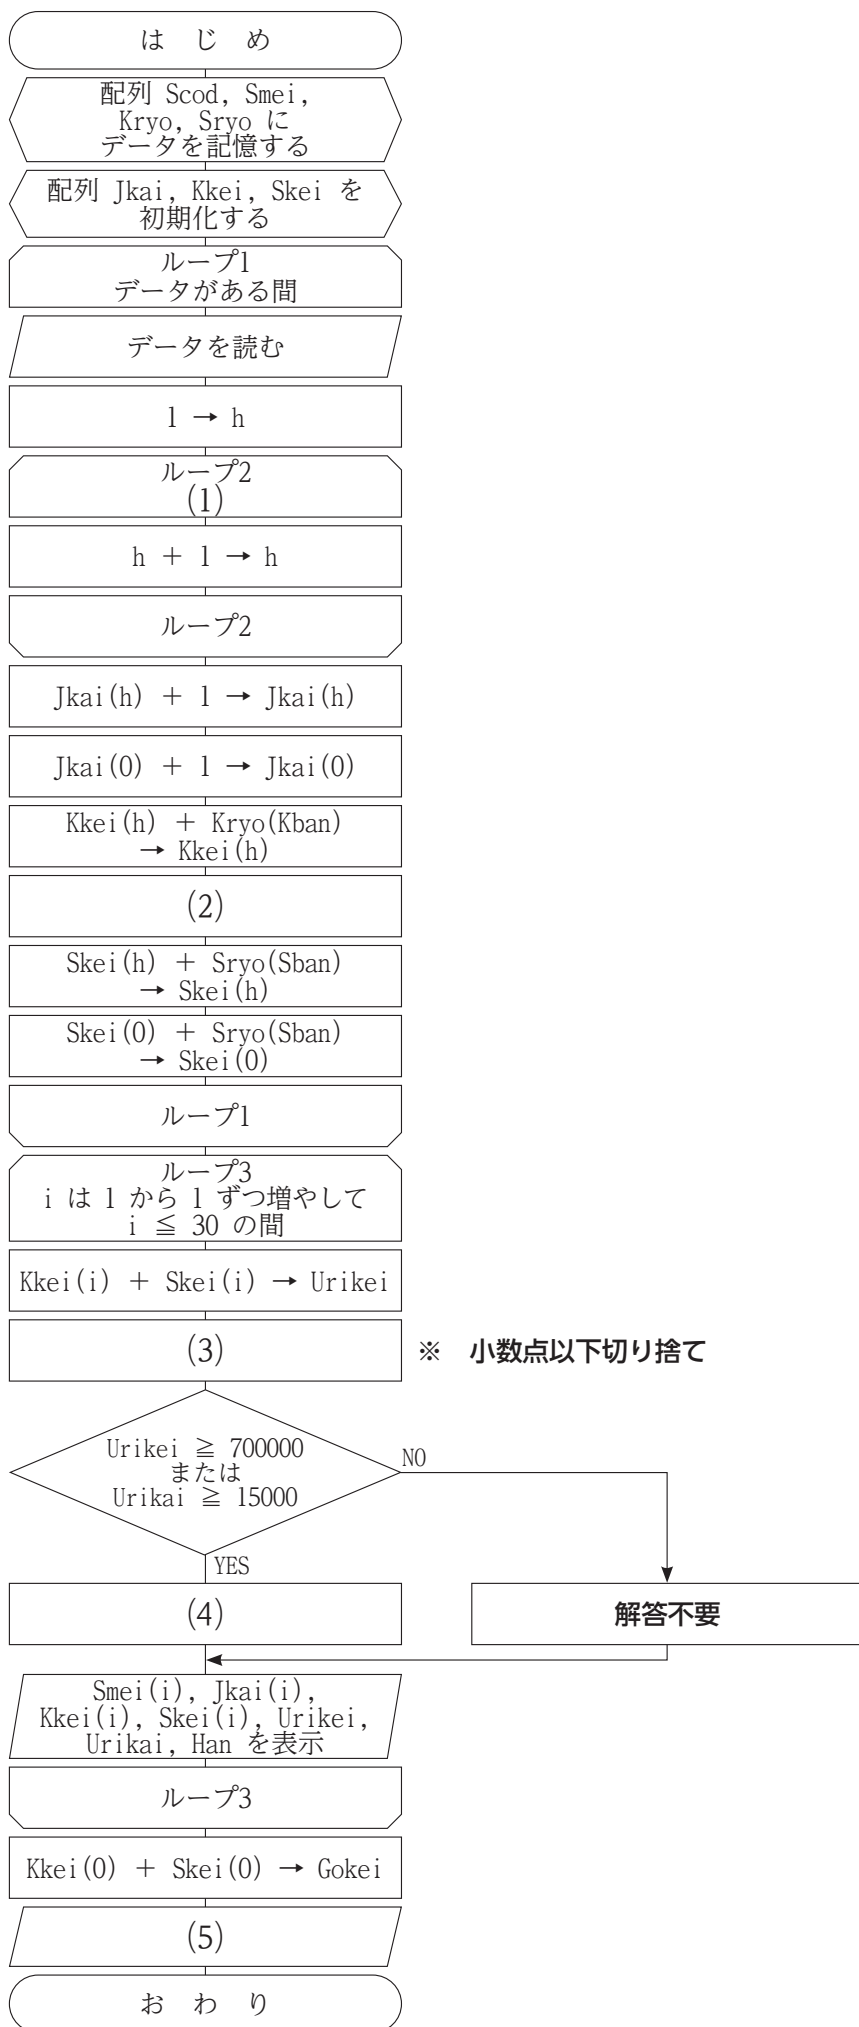 はじめ
配列 Scod, Smei,
Kryo, Sryo に
データを記憶する
配列 Jkai, Kkei, Skei を
初期化する
ループ1
データがある間
データを読む
1 → h
ループ2
(1)
h + 1 → h
ループ2
Jkai(h) + 1 → Jkai(h)
Jkai(0) + 1 → Jkai(0)
Kkei(h) + Kryo(Kban)
→ Kkei(h)
(2)
Skei(h) + Sryo(Sban)
→ Skei(h)
Skei(0) + Sryo(Sban)
→ Skei(0)
ループ1
ループ3
i は 1 から 1 ずつ増やして
i ≦ 30 の間
Kkei(i) + Skei(i) → Urikei
(3)
※ 小数点以下切り捨て
Urikei ≧ 700000
または
Urikai ≧ 15000
NO
YES
(4)
解答不要
Smei(i), Jkai(i),
Kkei(i), Skei(i), Urikei,
Urikai, Han を表示
ループ3
Kkei(0) + Skei(0) → Gokei
(5)
おわり